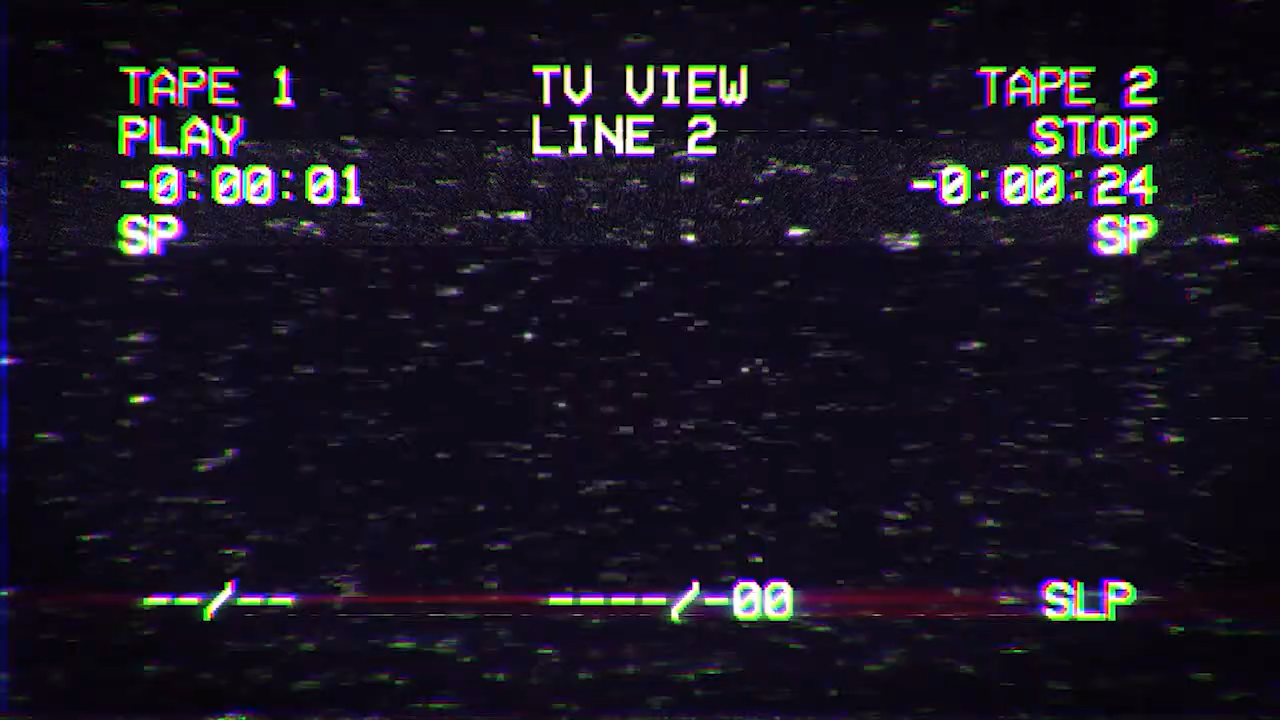 TAPE 1 TV VIEW TAPE 2
PLAY LINE 2 STOP
-0:00:01 -0:00:24
SP SP
--/-- ----/-00 SLP